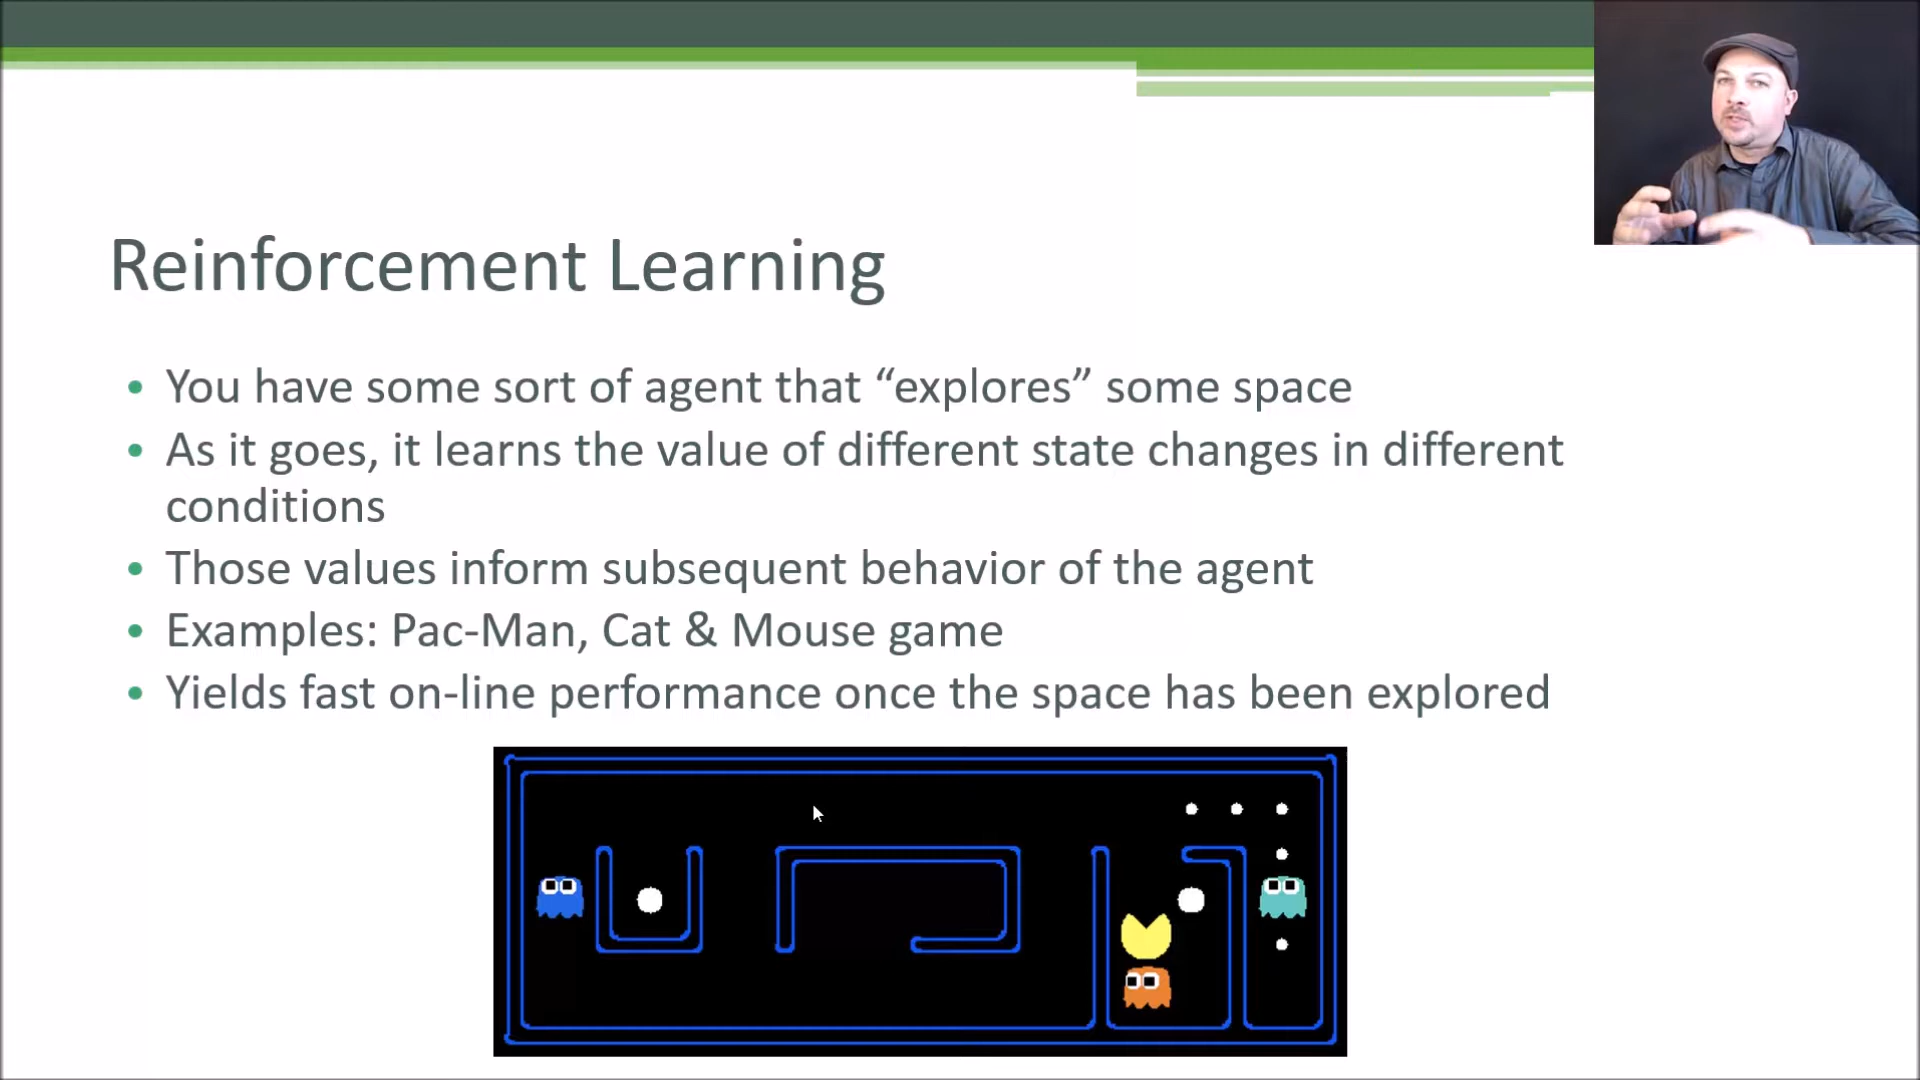 Reinforcement Learning
• You have some sort of agent that “explores” some space
• As it goes, it learns the value of different state changes in different
conditions
• Those values inform subsequent behavior of the agent
• Examples: Pac-Man, Cat & Mouse game
• Yields fast on-line performance once the space has been explored